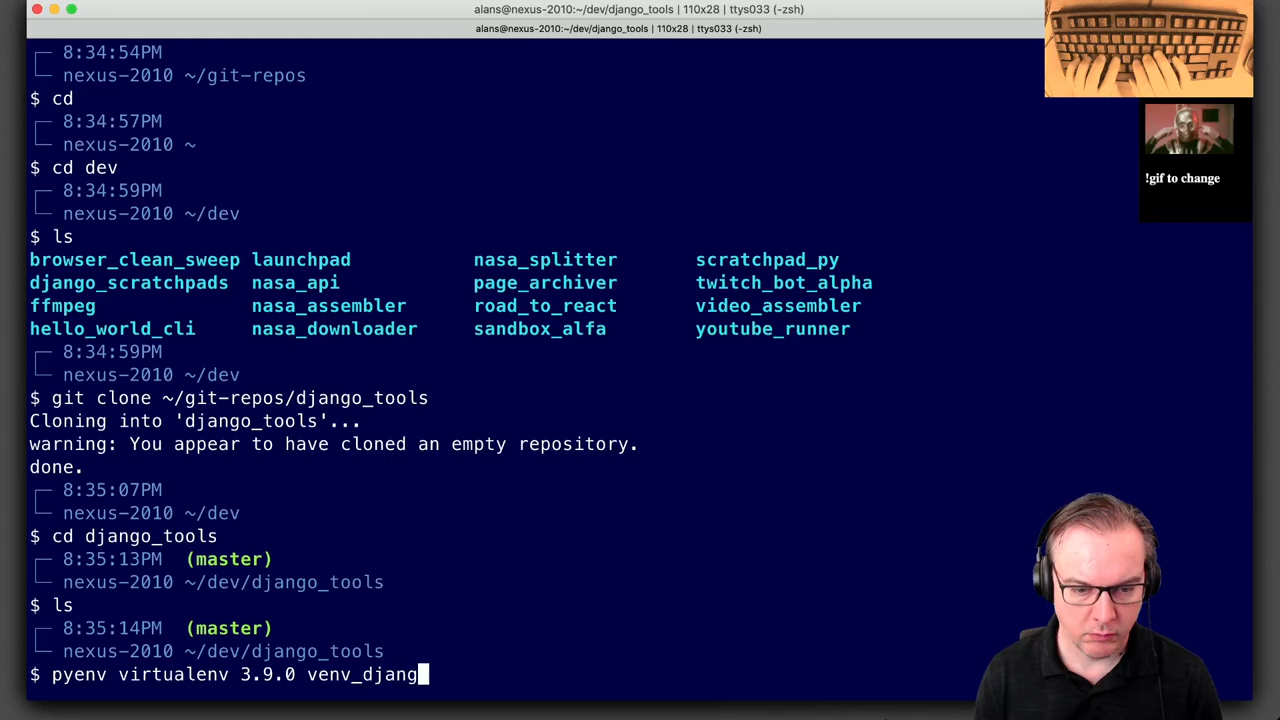 alans@nexus-2010:~/dev/django_tools | 110x28 | ttys033 (-zsh)
alans@nexus-2010:~/dev/django_tools | 110x28 | ttys033 (-zsh)
8:34:54PM
nexus-2010 ~/git-repos
$ cd
8:34:57PM
nexus-2010 ~
$ cd dev
8:34:59PM
nexus-2010 ~/dev
$ ls
browser_clean_sweep launchpad nasa_splitter scratchpad_py
django_scratchpads nasa_api page_archiver twitch_bot_alpha
ffmpeg nasa_assembler road_to_react video_assembler
hello_world_cli nasa_downloader sandbox_alfa youtube_runner
8:34:59PM
nexus-2010 ~/dev
$ git clone ~/git-repos/django_tools
Cloning into 'django_tools'...
warning: You appear to have cloned an empty repository.
done.
8:35:07PM
nexus-2010 ~/dev
$ cd django_tools
8:35:13PM (master)
nexus-2010 ~/dev/django_tools
$ ls
8:35:14PM (master)
nexus-2010 ~/dev/django_tools
$ pyenv virtualenv 3.9.0 venv_djang
!gif to change